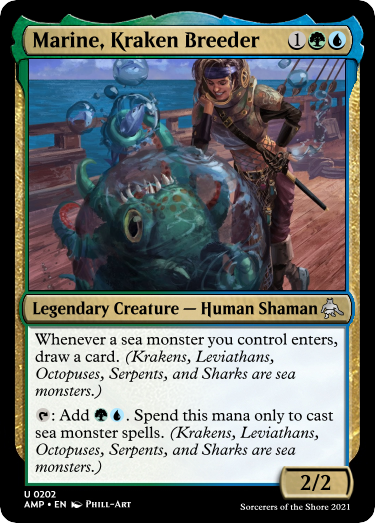 Marine, Kraken Breeder 1
Legendary Creature — Human Shaman
Whenever a sea monster you control enters,
draw a card. (Krakens, Leviathans,
Octopuses, Serpents, and Sharks are sea
monsters.)
: Add . Spend this mana only to cast
sea monster spells. (Krakens, Leviathans,
Octopuses, Serpents, and Sharks are sea
monsters.)
2/2
U 0202
AMP • EN Phill-Art
Sorcerers of the Shore 2021